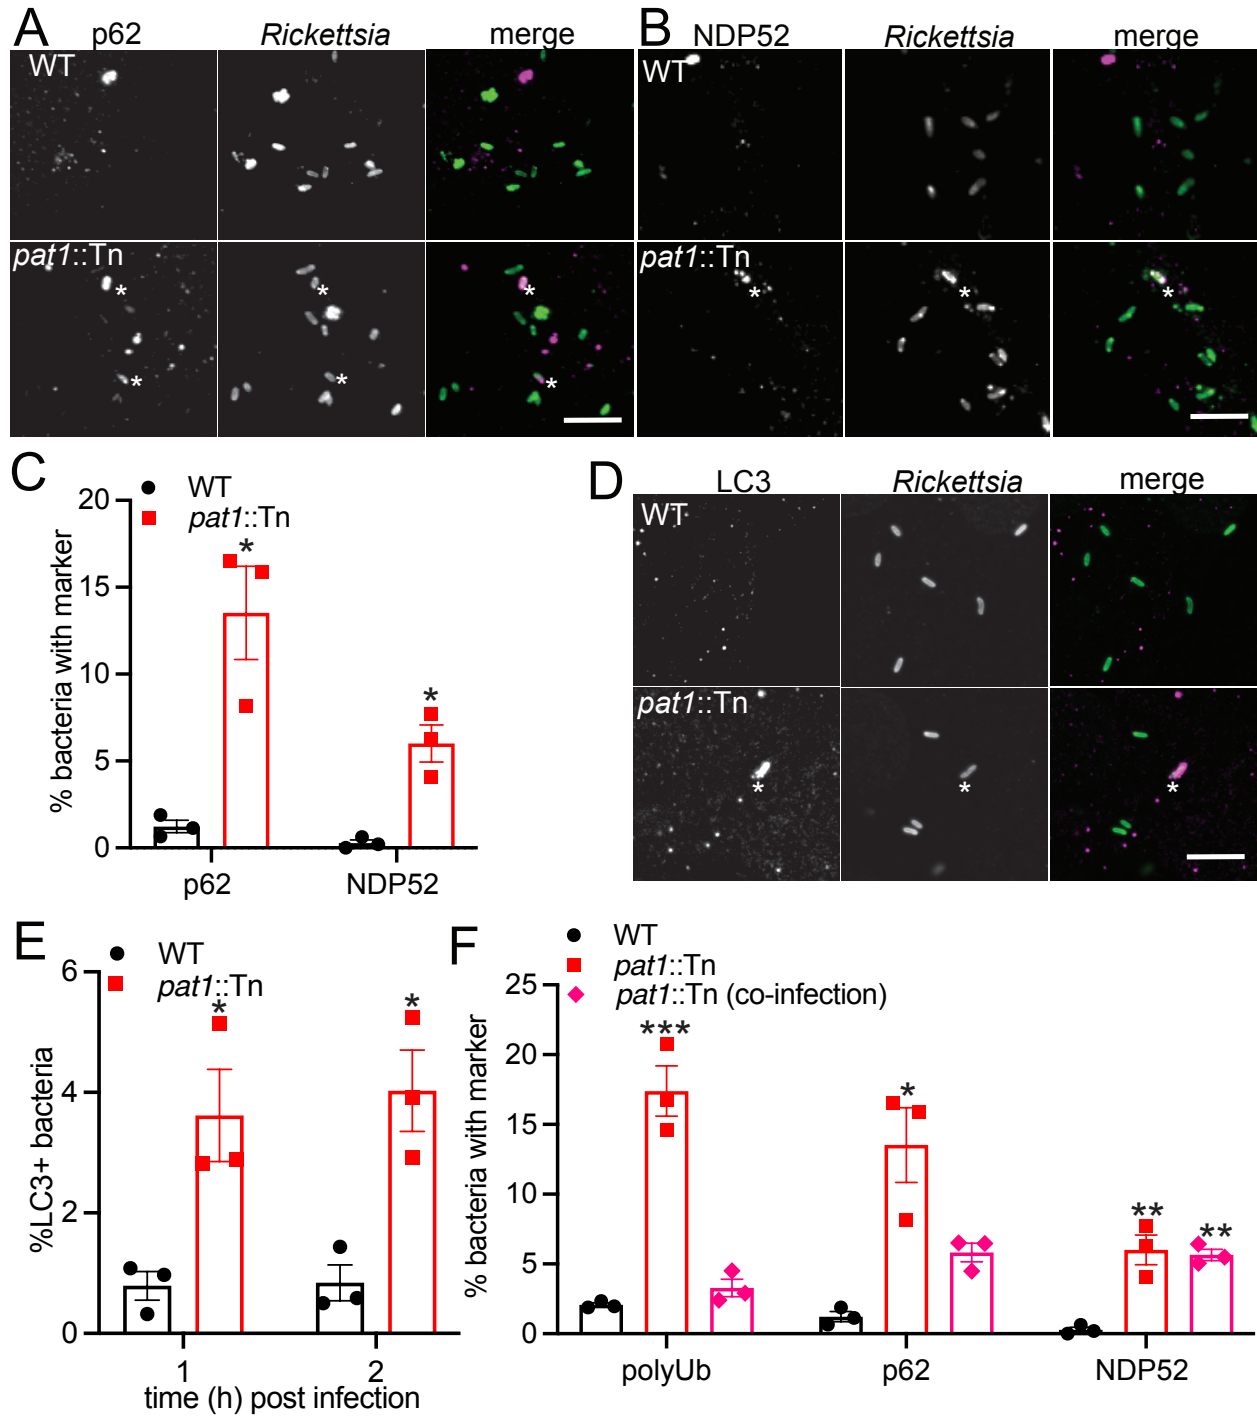 A
p62
Rickettsia
merge
WT
pat1::Tn
*
*
*
*
*
*
B
NDP52
Rickettsia
merge
WT
pat1::Tn
*
*
*
C
WT
pat1::Tn
% bacteria with marker
20
15
10
5
0
*
*
p62
NDP52
D
LC3
Rickettsia
merge
WT
pat1::Tn
*
*
*
E
WT
pat1::Tn
%LC3+ bacteria
6
4
2
0
*
*
1
2
time (h) post infection
F
WT
pat1::Tn
pat1::Tn (co-infection)
% bacteria with marker
25
20
15
10
5
0
***
*
**
**
polyUb
p62
NDP52